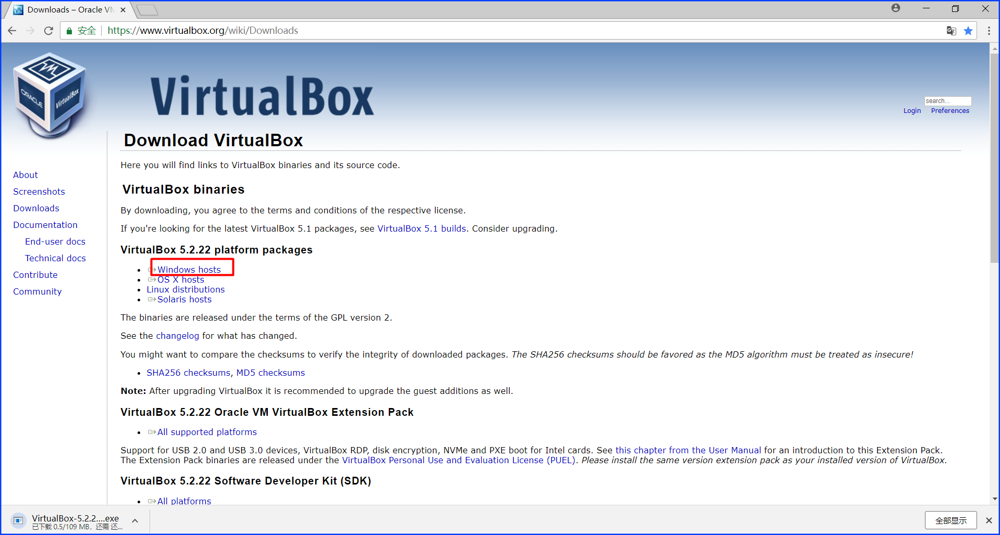 Downloads – Oracle VM
安全
https://www.virtualbox.org/wiki/Downloads
ORACLE
VirtualBox
VirtualBox
search...
Login Preferences
Download VirtualBox
Here you will find links to VirtualBox binaries and its source code.
About
Screenshots
Downloads
Documentation
End-user docs
Technical docs
Contribute
Community
VirtualBox binaries
By downloading, you agree to the terms and conditions of the respective license.
If you're looking for the latest VirtualBox 5.1 packages, see VirtualBox 5.1 builds. Consider upgrading.
VirtualBox 5.2.22 platform packages
Windows hosts
OS X hosts
Linux distributions
Solaris hosts
The binaries are released under the terms of the GPL version 2.
See the changelog for what has changed.
You might want to compare the checksums to verify the integrity of downloaded packages. The SHA256 checksums should be favored as the MD5 algorithm must be treated as insecure!
SHA256 checksums, MD5 checksums
Note: After upgrading VirtualBox it is recommended to upgrade the guest additions as well.
VirtualBox 5.2.22 Oracle VM VirtualBox Extension Pack
All supported platforms
Support for USB 2.0 and USB 3.0 devices, VirtualBox RDP, disk encryption, NVMe and PXE boot for Intel cards. See this chapter from the User Manual for an introduction to this Extension Pack.
The Extension Pack binaries are released under the VirtualBox Personal Use and Evaluation License (PUEL). Please install the same version extension pack as your installed version of VirtualBox.
VirtualBox 5.2.22 Software Developer Kit (SDK)
All platforms
VirtualBox-5.2.2....exe
已下载 0.5/109 MB，还需 还...
全部显示